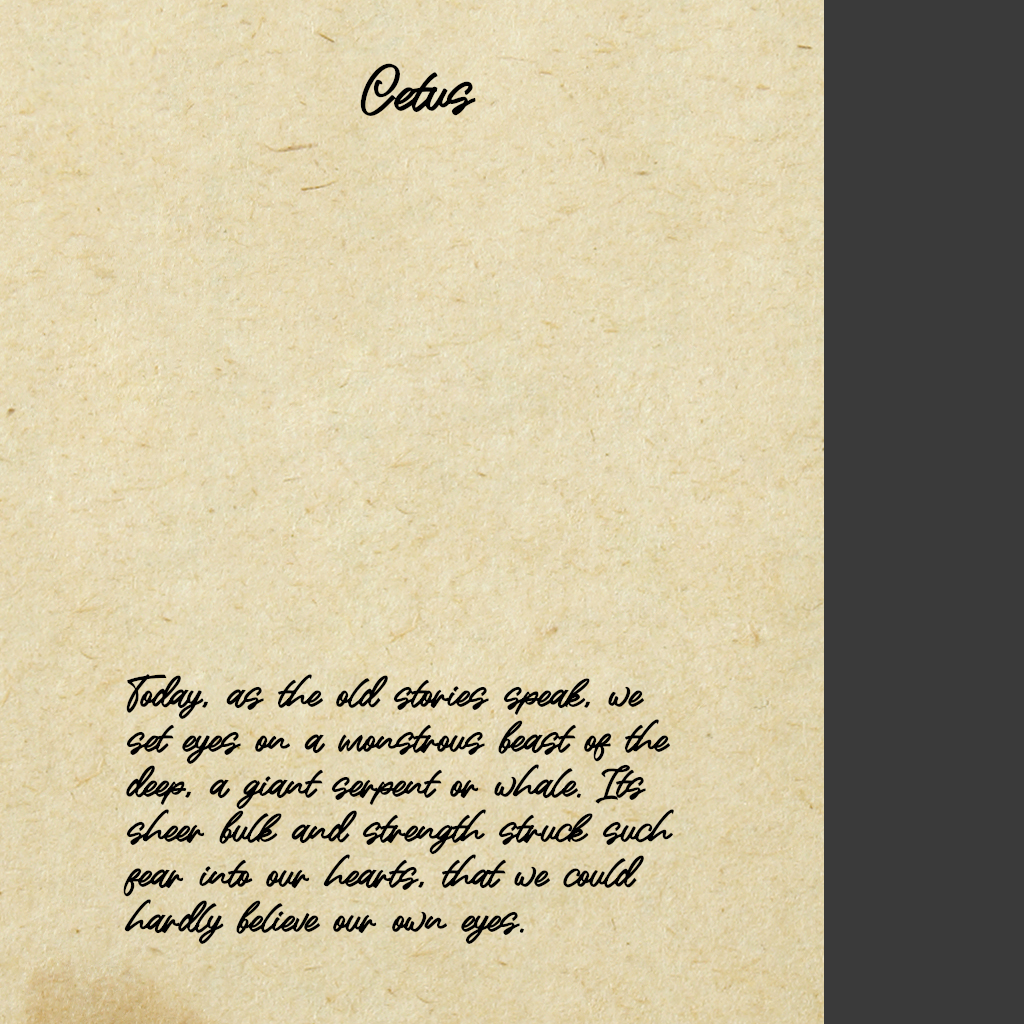 Cetus
Today, as the old stories speak, we
set eyes on a monstrous beast of the
deep, a giant serpent or whale. Its
sheer bulk and strength struck such
fear into our hearts, that we could
hardly believe our own eyes.